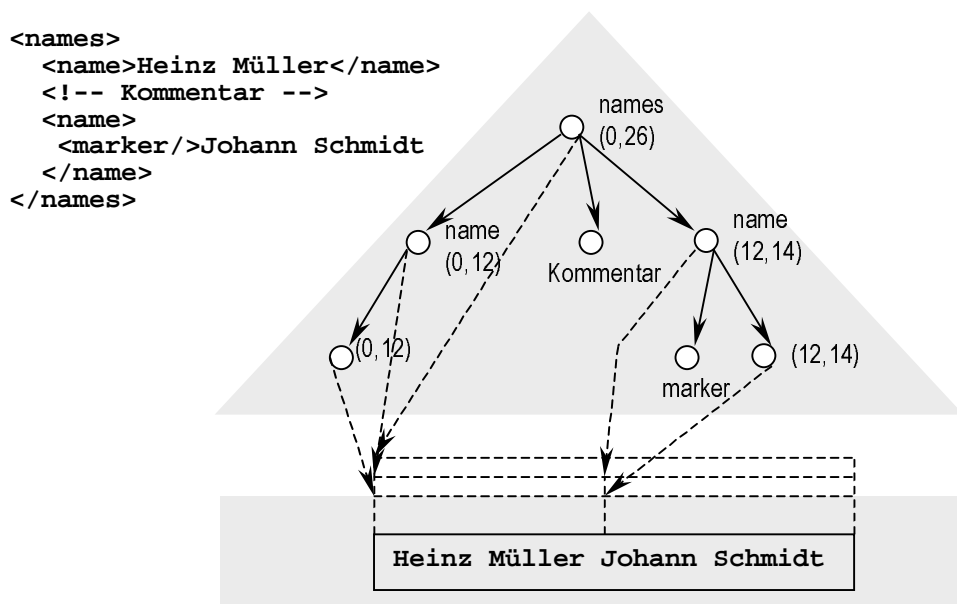 <names>
<name>Heinz Müller</name>
<!-- Kommentar -->
<name>
<marker/>Johann Schmidt
</name>
</names>
names
(0,26)
name
(0,12)
Kommentar
name
(12,14)
(0,12)
marker
(12,14)
Heinz Müller Johann Schmidt